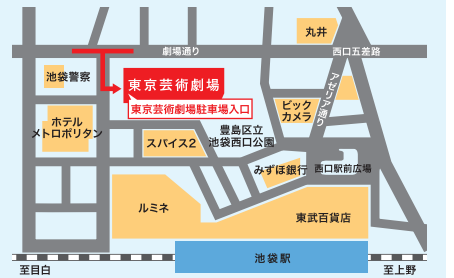 丸井
劇場通り
西口五差路
池袋警察
東京芸術劇場
東京芸術劇場駐車場入口
アゼリア通り
ビック
カメラ
ホテル
メトロポリタン
スパイス2
豊島区立
池袋西口公園
みずほ銀行
西口駅前広場
ルミネ
東武百貨店
池袋駅
至目白
至上野